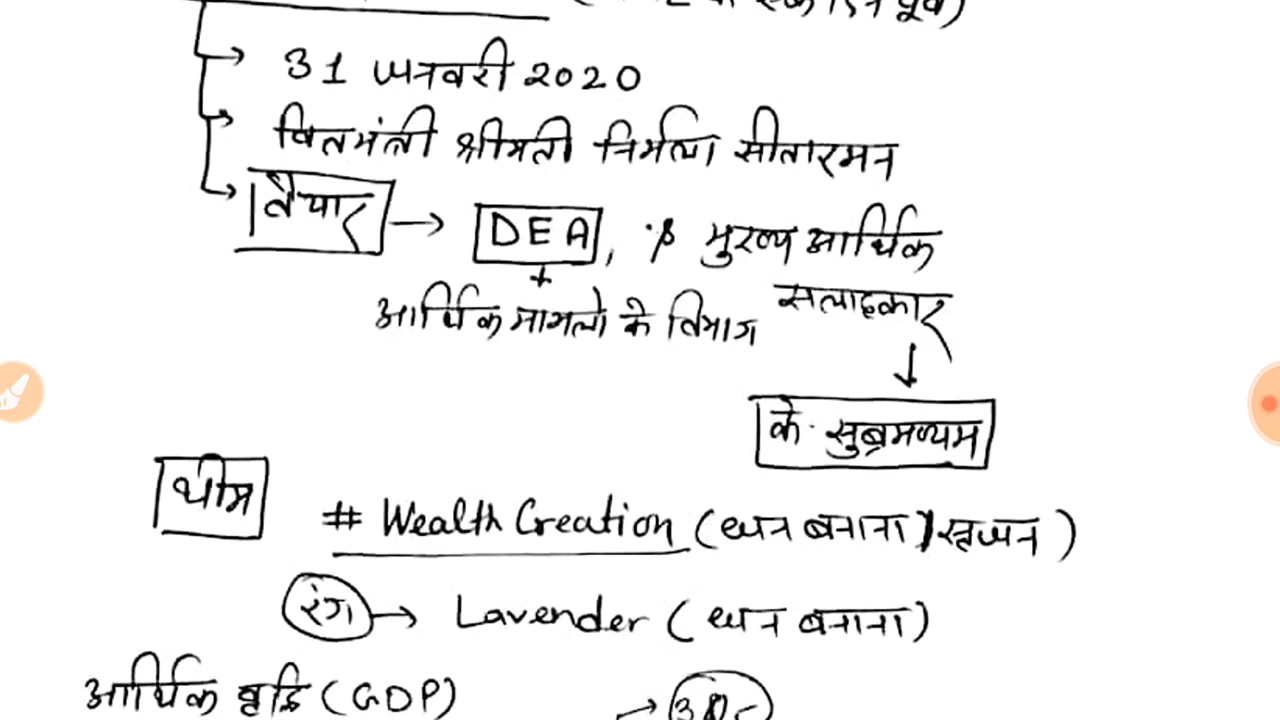 31 जनवरी 2020
वितमंत्री श्रीमती निर्मला सीतारमन
तैयार → DEA, मुख्य आर्थिक
आर्थिक मामलो के विभाग सलाहकार
↓
के. सुब्रमण्यम
थीम
# Wealth Creation (धन बनाना / सृजन)
रंग → Lavender (धन बनाना)
आर्थिक वृद्धि (GDP) →